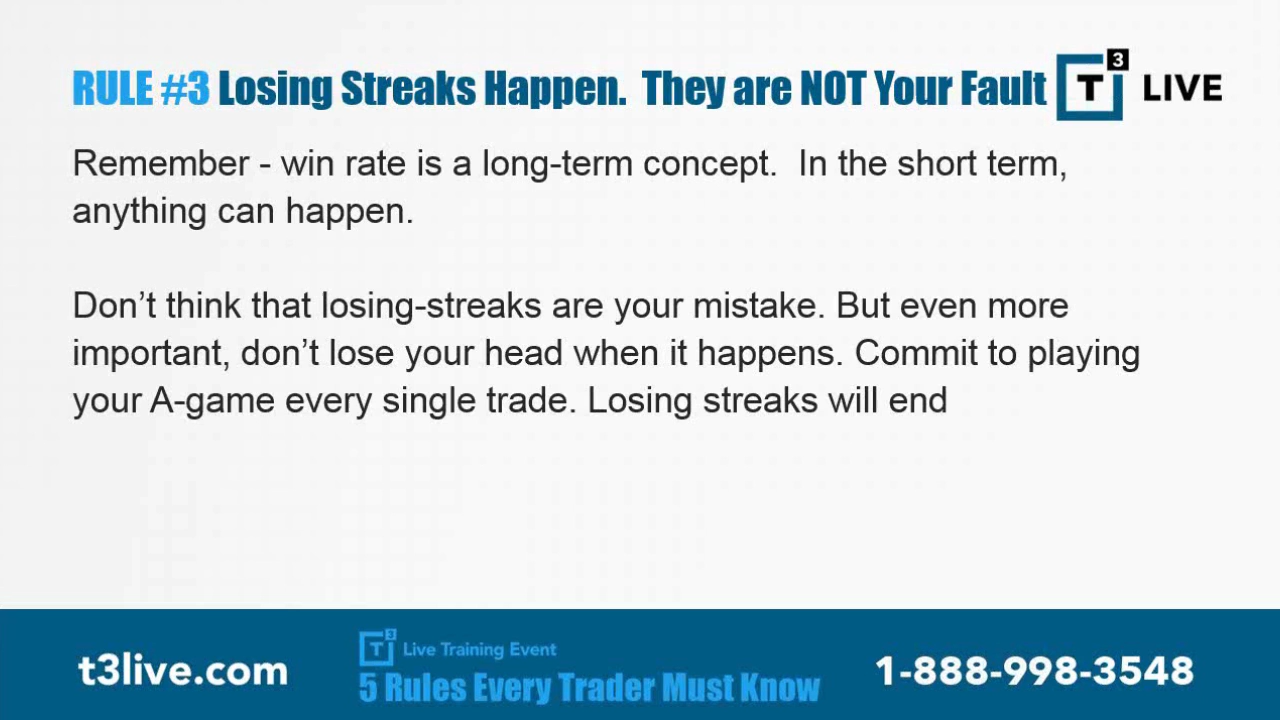 RULE #3 Losing Streaks Happen.  They are NOT Your Fault
T3 LIVE
Remember - win rate is a long-term concept.  In the short term,
anything can happen.
Don’t think that losing-streaks are your mistake. But even more
important, don’t lose your head when it happens. Commit to playing
your A-game every single trade. Losing streaks will end
t3live.com
T3 Live Training Event
5 Rules Every Trader Must Know
1-888-998-3548